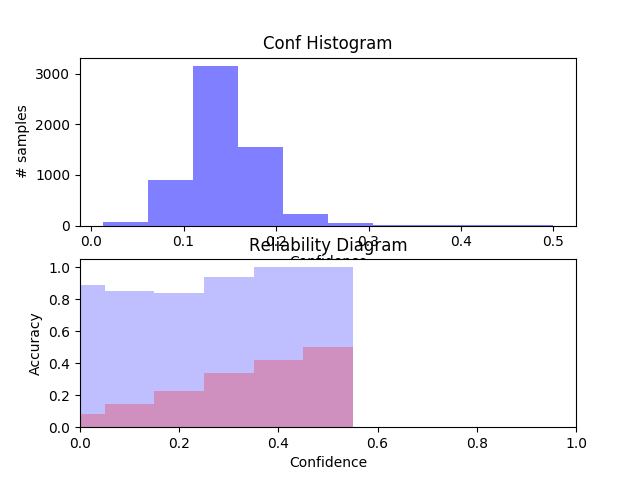 Conf Histogram
# samples
3000
2000
1000
0
0.0 0.1 0.2 0.3 0.4 0.5
Confidence
Reliability Diagram
Accuracy
1.0
0.8
0.6
0.4
0.2
0.0
0.0 0.2 0.4 0.6 0.8 1.0
Confidence